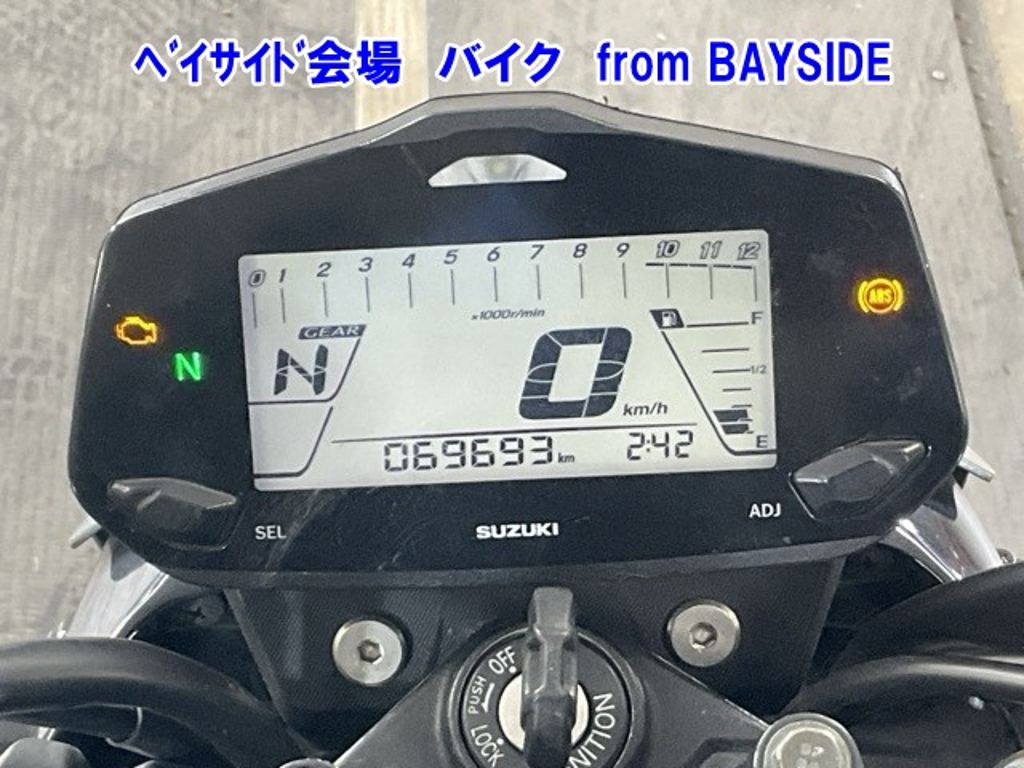 ﾍﾞｲサイﾄﾞ会場 バイク from BAYSIDE
0 1 2 3 4 5 6 7 8 9 10 11 12
x1000r/min
GEAR
N
N
0
km/h
F
1/2
E
ABS
069693 km
2:42
SEL
SUZUKI
ADJ
OFF
PUSH
LOCK
IGNITION